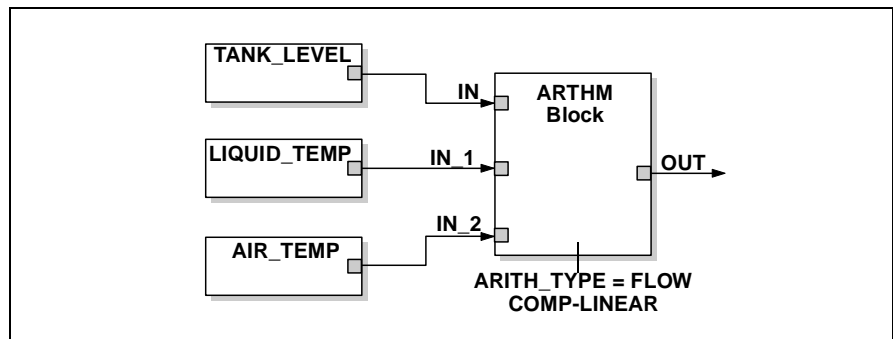 TANK_LEVEL
IN
ARTHM
Block
LIQUID_TEMP
IN_1
OUT
IN_2
AIR_TEMP
ARITH_TYPE = FLOW
COMP-LINEAR